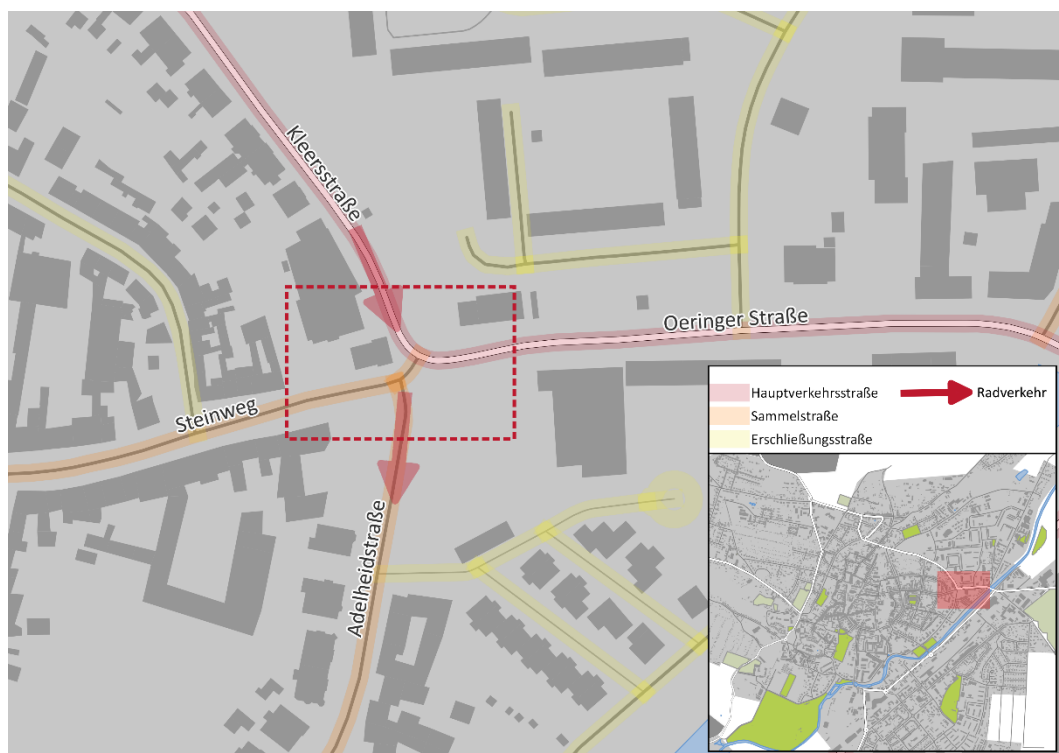 Kleersstraße
Oeringer Straße
Steinweg
Adelheidstraße
Hauptverkehrsstraße
Radverkehr
Sammelstraße
Erschließungsstraße